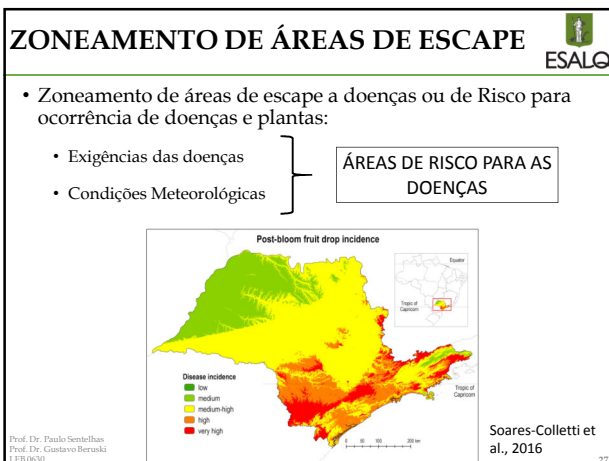 ZONEAMENTO DE ÁREAS DE ESCAPE
ESALQ
• Zoneamento de áreas de escape a doenças ou de Risco para
ocorrência de doenças e plantas:
• Exigências das doenças
• Condições Meteorológicas
ÁREAS DE RISCO PARA AS
DOENÇAS
Post-bloom fruit drop incidence
Equator
Tropic of
Capricorn
Disease incidence
low
medium
medium-high
high
very high
Tropic of
Capricorn
0 50 100 200 km
Soares-Colletti et
al., 2016
Prof. Dr. Paulo Sentelhas
Prof. Dr. Gustavo Beruski
LEB 0630
27